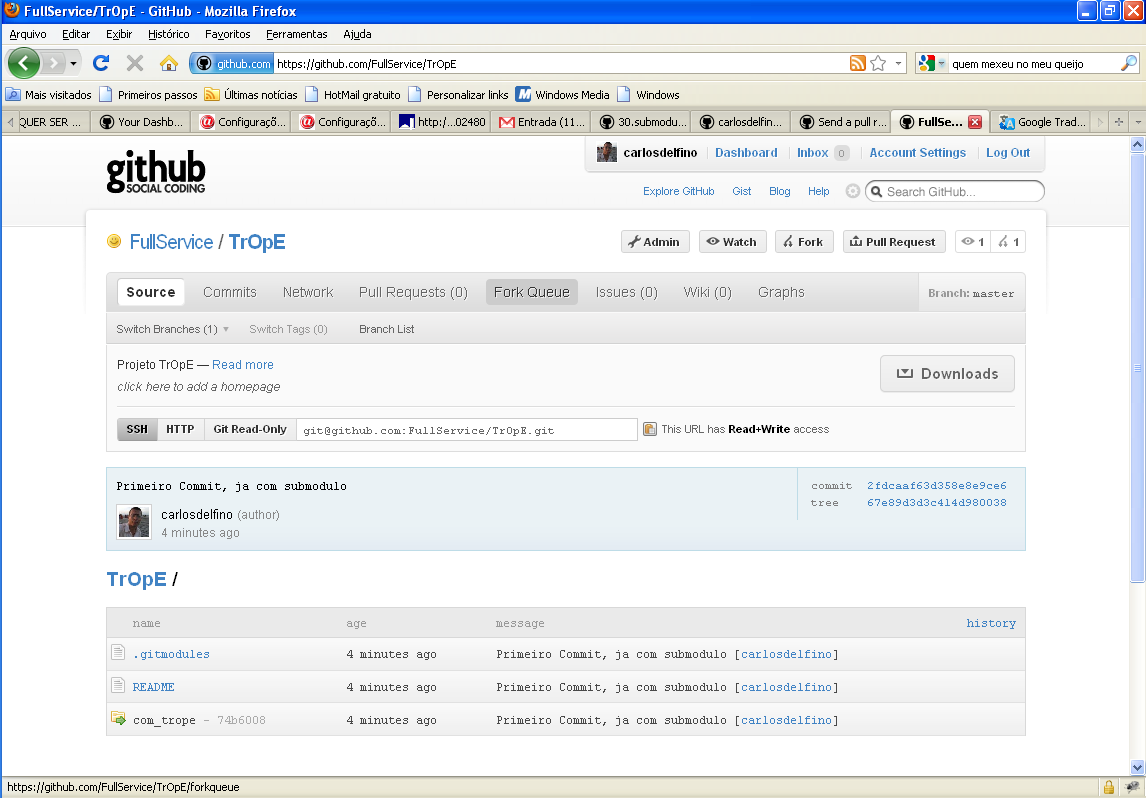 FullService/TrOpE - GitHub - Mozilla Firefox
Arquivo Editar Exibir Histórico Favoritos Ferramentas Ajuda
github.com https://github.com/FullService/TrOpE quem mexeu no meu queijo
Mais visitados Primeiros passos Últimas notícias HotMail gratuito Personalizar links Windows Media Windows
QUER SER ... Your Dashb... Configuraçõ... Configuraçõ... http:/...02480 Entrada (11... 30.submodu... carlosdelfin... Send a pull r... FullSe... Google Trad...
github
SOCIAL CODING
carlosdelfino Dashboard Inbox 0 Account Settings Log Out
Explore GitHub Gist Blog Help Search GitHub...
FullService / TrOpE Admin Watch Fork Pull Request 1 1
Source Commits Network Pull Requests (0) Fork Queue Issues (0) Wiki (0) Graphs Branch: master
Switch Branches (1) Switch Tags (0) Branch List
Projeto TrOpE — Read more
click here to add a homepage
Downloads
SSH HTTP Git Read-Only git@github.com:FullService/TrOpE.git This URL has Read+Write access
Primeiro Commit, ja com submodulo
carlosdelfino (author)
4 minutes ago
commit 2fdcaaf63d358e8e9ce6
tree 67e89d3d3c414d980038
TrOpE /
name age message history
.gitmodules 4 minutes ago Primeiro Commit, ja com submodulo [carlosdelfino]
README 4 minutes ago Primeiro Commit, ja com submodulo [carlosdelfino]
com_trope - 74b6008 4 minutes ago Primeiro Commit, ja com submodulo [carlosdelfino]
https://github.com/FullService/TrOpE/forkqueue